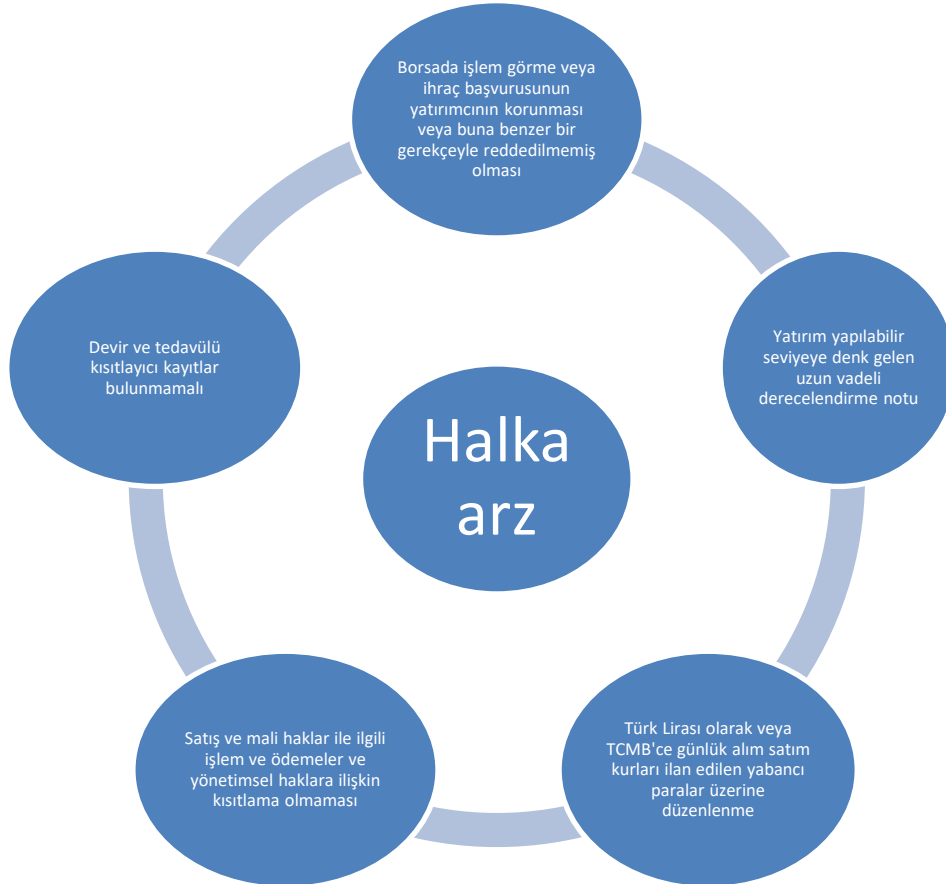 Borsada işlem görme veya
ihraç başvurusunun
yatırımcının korunması
veya buna benzer bir
gerekçeyle reddedilmemiş
olması
Yatırım yapılabilir
seviyeye denk gelen
uzun vadeli
derecelendirme notu
Türk Lirası olarak veya
TCMB'ce günlük alım satım
kurları ilan edilen yabancı
paralar üzerine
düzenlenme
Satış ve mali haklar ile ilgili
işlem ve ödemeler ve
yönetimsel haklara ilişkin
kısıtlama olmaması
Devir ve tedavülü
kısıtlayıcı kayıtlar
bulunmamalı
Halka
arz